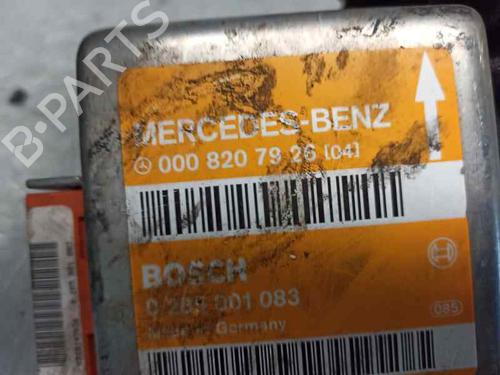 B-PARTS
MERCEDES-BENZ
000 820 79 26 [04]
BOSCH
0 285 001 083
Made in Germany
085